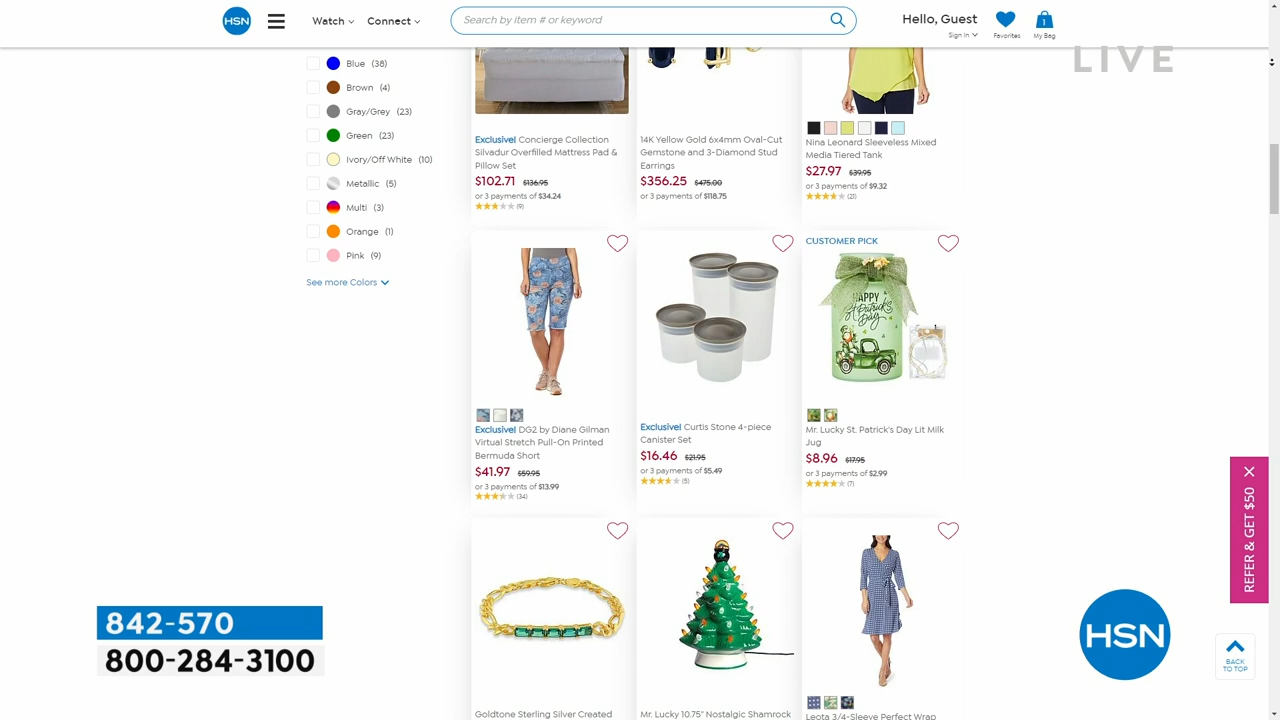 HSN
Watch
Connect
Search by item # or keyword
Hello, Guest
Sign In
Favorites
1
My Bag
LIVE
Blue (38)
Brown (4)
Gray/Grey (23)
Green (23)
Ivory/Off White (10)
Metallic (5)
Multi (3)
Orange (1)
Pink (9)
See more Colors
Exclusive! Concierge Collection
Silvadur Overfilled Mattress Pad &
Pillow Set
$102.71 $136.95
or 3 payments of $34.24
(9)
14K Yellow Gold 6x4mm Oval-Cut
Gemstone and 3-Diamond Stud
Earrings
$356.25 $475.00
or 3 payments of $118.75
Nina Leonard Sleeveless Mixed
Media Tiered Tank
$27.97 $39.95
or 3 payments of $9.32
(21)
Exclusive! DG2 by Diane Gilman
Virtual Stretch Pull-On Printed
Bermuda Short
$41.97 $59.95
or 3 payments of $13.99
(34)
Exclusive! Curtis Stone 4-piece
Canister Set
$16.46 $21.95
or 3 payments of $5.49
(5)
CUSTOMER PICK
HAPPY
St Patrick's
Day
Mr. Lucky St. Patrick's Day Lit Milk
Jug
$8.96 $17.95
or 3 payments of $2.99
(7)
Goldtone Sterling Silver Created
Mr. Lucky 10.75" Nostalgic Shamrock
Leota 3/4-Sleeve Perfect Wrap
REFER & GET $50
842-570
800-284-3100
HSN
BACK
TO TOP